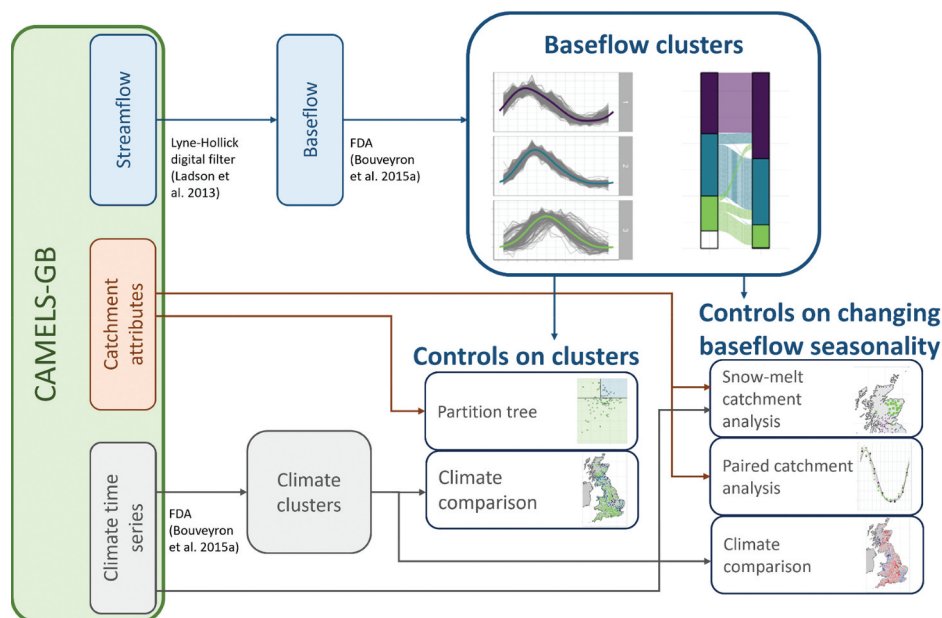 CAMELS-GB
Streamflow
Lyne-Hollick
digital filter
(Ladson et
al. 2013)
Baseflow
FDA
(Bouveyron
et al. 2015a)
Baseflow clusters
1
2
3
Catchment
attributes
Controls on clusters
Partition tree
Climate
comparison
Controls on changing
baseflow seasonality
Snow-melt
catchment
analysis
Paired catchment
analysis
Climate
comparison
Climate time
series
FDA
(Bouveyron
et al. 2015a)
Climate
clusters